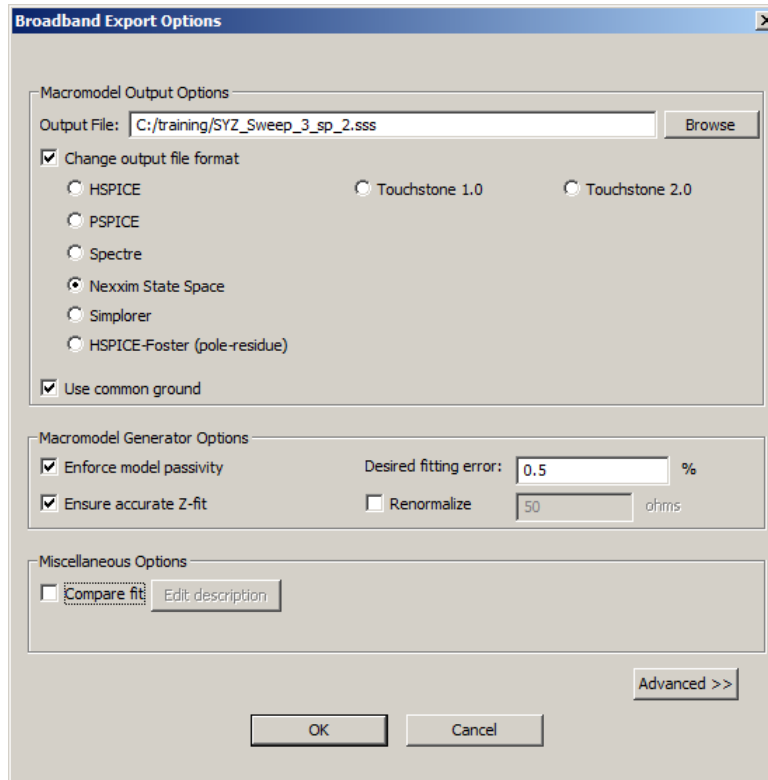 Broadband Export Options
Macromodel Output Options
Output File: C:/training/SYZ_Sweep_3_sp_2.sss Browse
Change output file format
HSPICE Touchstone 1.0 Touchstone 2.0
PSPICE
Spectre
Nexxim State Space
Simplorer
HSPICE-Foster (pole-residue)
Use common ground
Macromodel Generator Options
Enforce model passivity Desired fitting error: 0.5 %
Ensure accurate Z-fit Renormalize 50 ohms
Miscellaneous Options
Compare fit Edit description
Advanced >>
OK Cancel